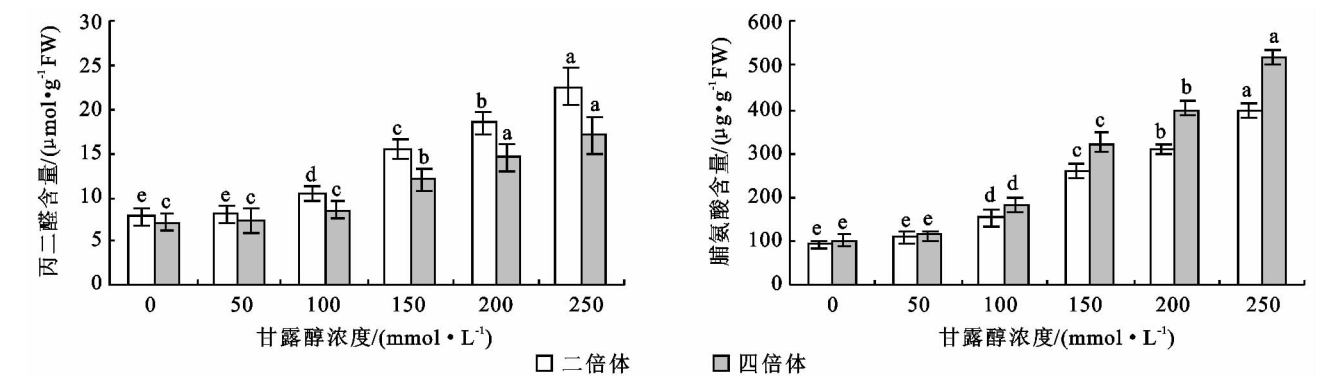 丙二醛含量/(μmol·g⁻¹FW)
30
25
20
15
10
5
0
e c e c d c c b b a a a
0 50 100 150 200 250
甘露醇浓度/(mmol·L⁻¹)
脯氨酸含量/(μg·g⁻¹FW)
600
500
400
300
200
100
0
e e e e d d c c b b a a
0 50 100 150 200 250
甘露醇浓度/(mmol·L⁻¹)
二倍体 四倍体